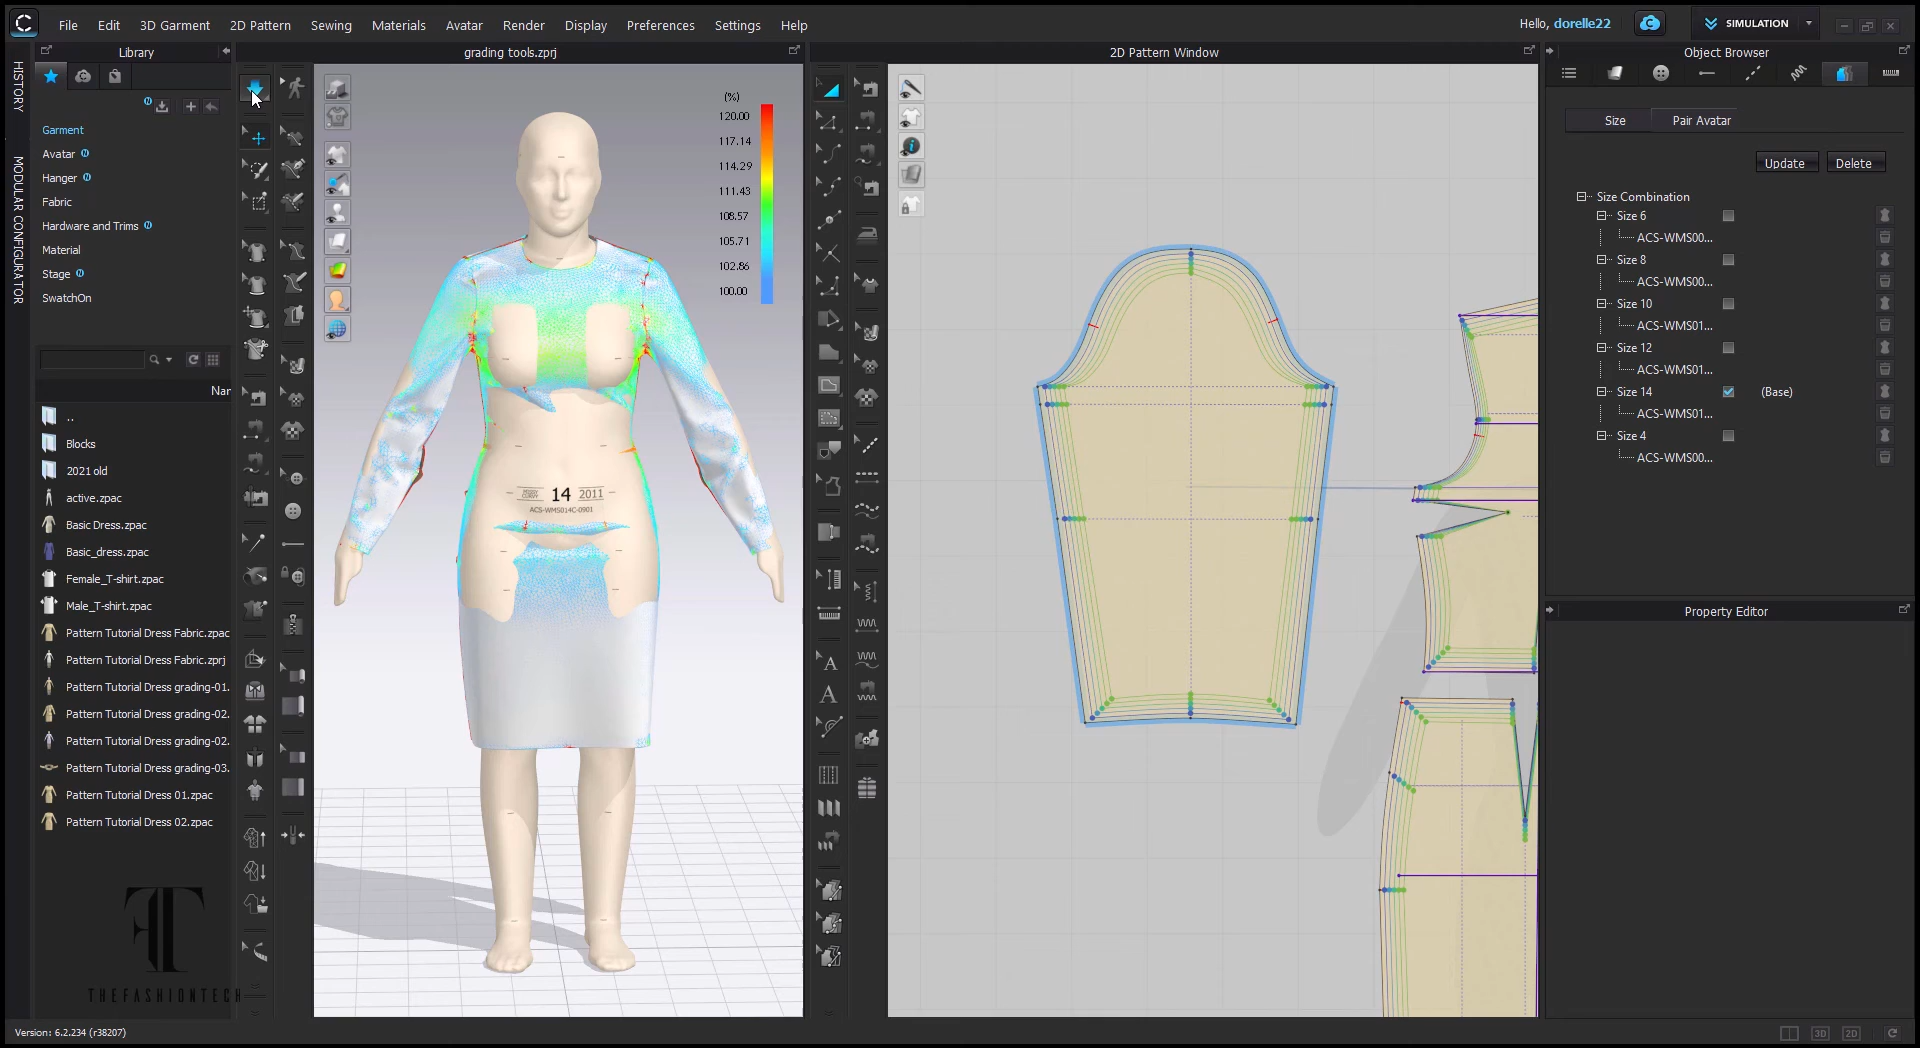 File Edit 3D Garment 2D Pattern Sewing Materials Avatar Render Display Preferences Settings Help
Hello, dorelle22
SIMULATION
HISTORY
MODULAR CONFIGURATOR
Library
Garment
Avatar
Hanger
Fabric
Hardware and Trims
Material
Stage
SwatchOn
Nar
..
Blocks
2021 old
active.zpac
Basic Dress.zpac
Basic_dress.zpac
Female_T-shirt.zpac
Male_T-shirt.zpac
Pattern Tutorial Dress Fabric.zpac
Pattern Tutorial Dress Fabric.zprj
Pattern Tutorial Dress grading-01.
Pattern Tutorial Dress grading-02.
Pattern Tutorial Dress grading-02.
Pattern Tutorial Dress grading-03.
Pattern Tutorial Dress 01.zpac
Pattern Tutorial Dress 02.zpac
THEFASHIONTECH
Version: 6.2.234 (r38207)
grading tools.zprj
(%)
120.00
117.14
114.29
111.43
108.57
105.71
102.86
100.00
14 2011
ACS-WMS014C-0901
2D Pattern Window
Object Browser
Size Pair Avatar
Update Delete
Size Combination
Size 6
ACS-WMS00...
Size 8
ACS-WMS00...
Size 10
ACS-WMS01...
Size 12
ACS-WMS01...
Size 14 (Base)
ACS-WMS01...
Size 4
ACS-WMS00...
Property Editor
3D 2D